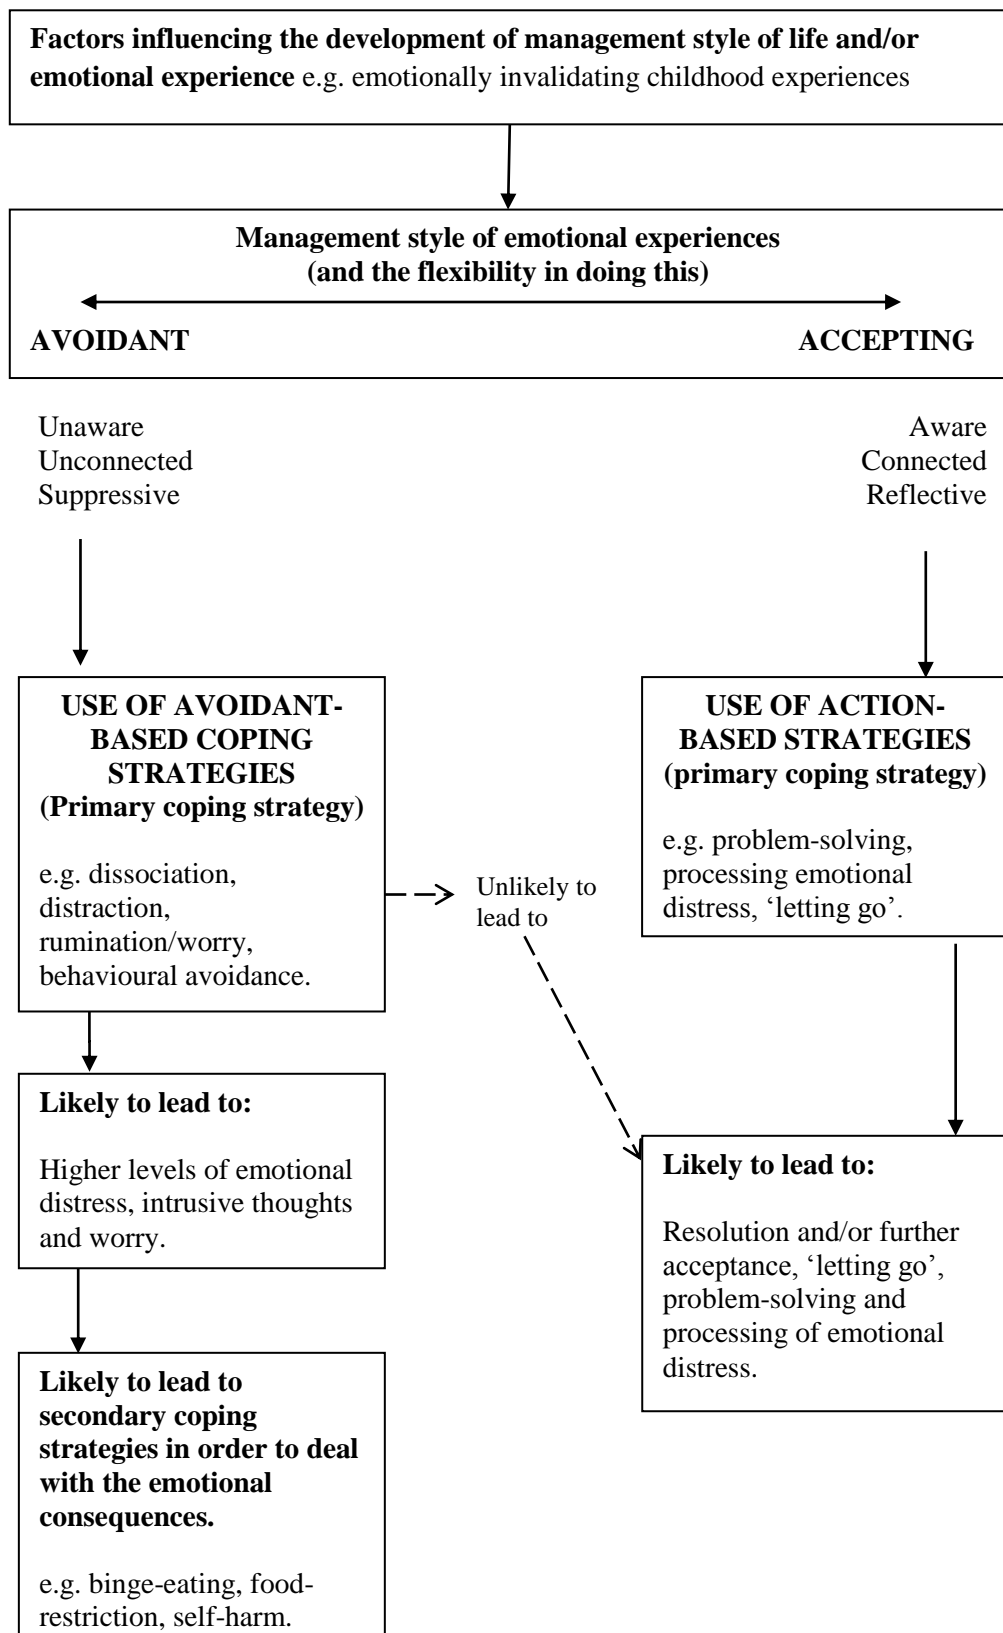 Factors influencing the development of management style of life and/or
emotional experience e.g. emotionally invalidating childhood experiences
Management style of emotional experiences
(and the flexibility in doing this)
AVOIDANT
ACCEPTING
Unaware
Unconnected
Suppressive
Aware
Connected
Reflective
USE OF AVOIDANT-
BASED COPING
STRATEGIES
(Primary coping strategy)
e.g. dissociation,
distraction,
rumination/worry,
behavioural avoidance.
Unlikely to
lead to
USE OF ACTION-
BASED STRATEGIES
(primary coping strategy)
e.g. problem-solving,
processing emotional
distress, ‘letting go’.
Likely to lead to:
Higher levels of emotional
distress, intrusive thoughts
and worry.
Likely to lead to:
Resolution and/or further
acceptance, ‘letting go’,
problem-solving and
processing of emotional
distress.
Likely to lead to
secondary coping
strategies in order to deal
with the emotional
consequences.
e.g. binge-eating, food-
restriction, self-harm.